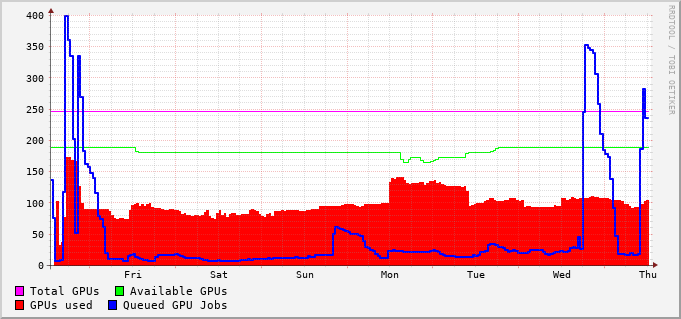 400
350
300
250
200
150
100
50
0
Fri Sat Sun Mon Tue Wed Thu
Total GPUs Available GPUs
GPUs used Queued GPU Jobs
RRDTOOL / TOBI OETIKER